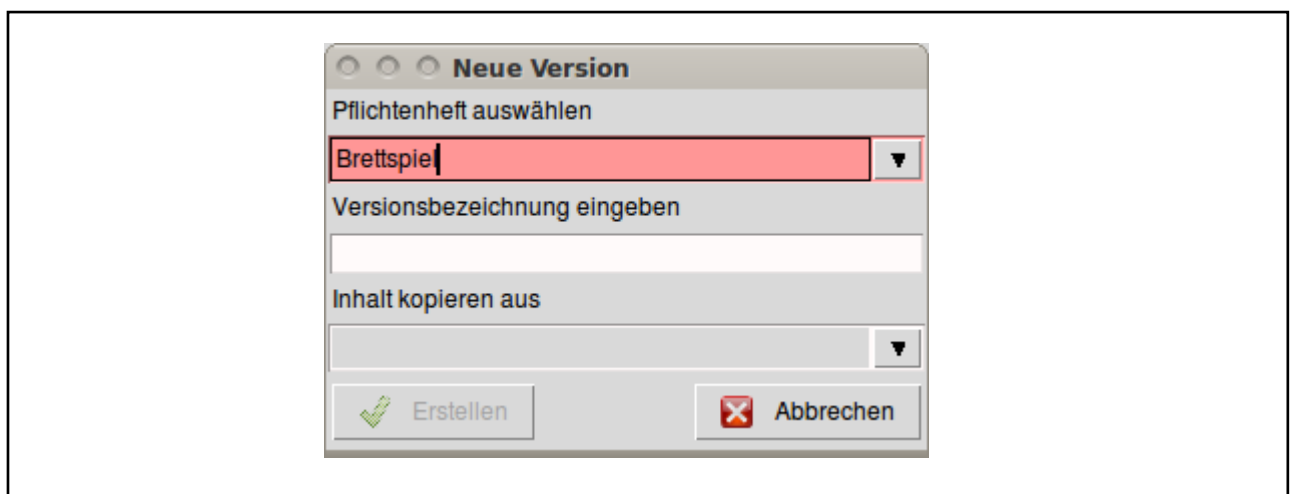 Neue Version
Pflichtenheft auswählen
Brettspiel
Versionsbezeichnung eingeben
Inhalt kopieren aus
Erstellen Abbrechen